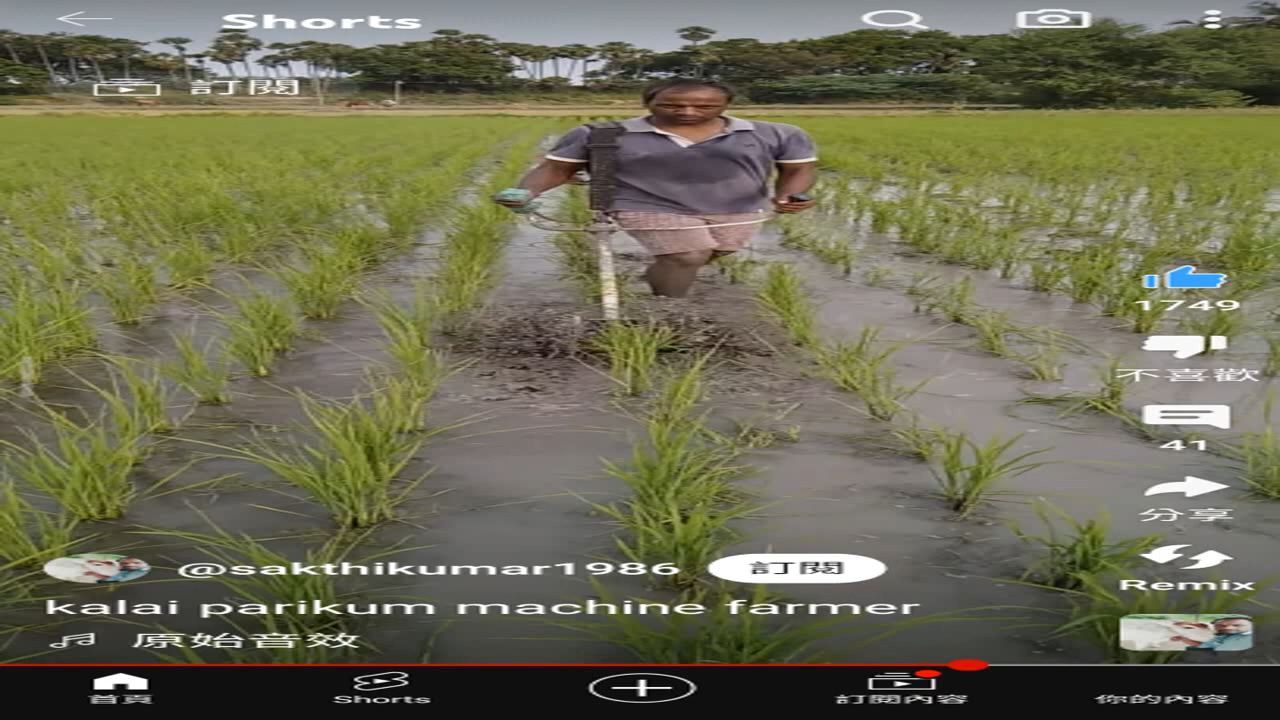 Shorts
訂閱
1749
不喜歡
41
分享
@sakthikumar1986 訂閱
Remix
kalai parikum machine farmer
原始音效
首頁 Shorts 訂閱內容 你的內容